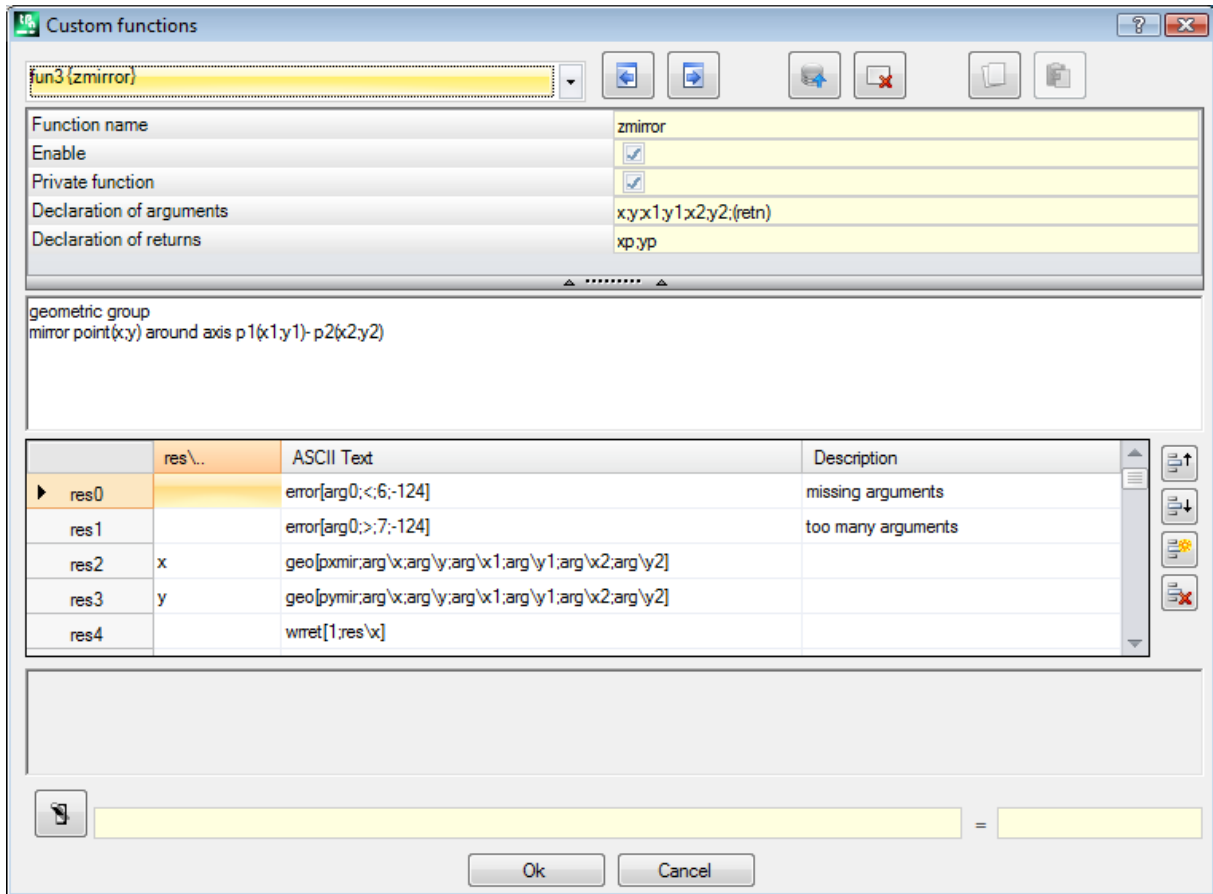 Custom functions
fun3 {zmirror}
Function name zmirror
Enable
Private function
Declaration of arguments x;y;x1;y1;x2;y2;(retn)
Declaration of returns xp;yp
geometric group
mirror point(x;y) around axis p1(x1;y1)- p2(x2;y2)
res\.. ASCII Text Description
res0 error[arg0;<;6;-124] missing arguments
res1 error[arg0;>;7;-124] too many arguments
res2 x geo[pxmir;arg\x;arg\y;arg\x1;arg\y1;arg\x2;arg\y2]
res3 y geo[pymir;arg\x;arg\y;arg\x1;arg\y1;arg\x2;arg\y2]
res4 wrret[1;res\x]
=
Ok Cancel